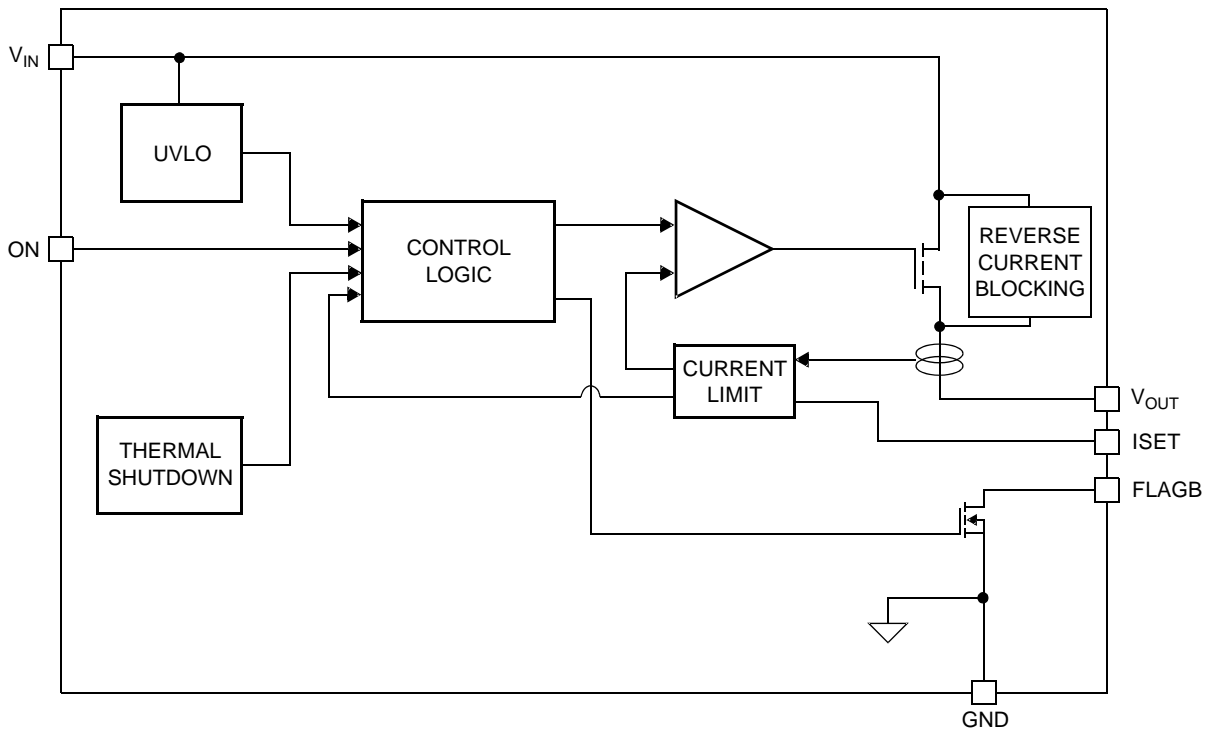 VIN
UVLO
ON
CONTROL
LOGIC
REVERSE
CURRENT
BLOCKING
CURRENT
LIMIT
VOUT
ISET
THERMAL
SHUTDOWN
FLAGB
GND